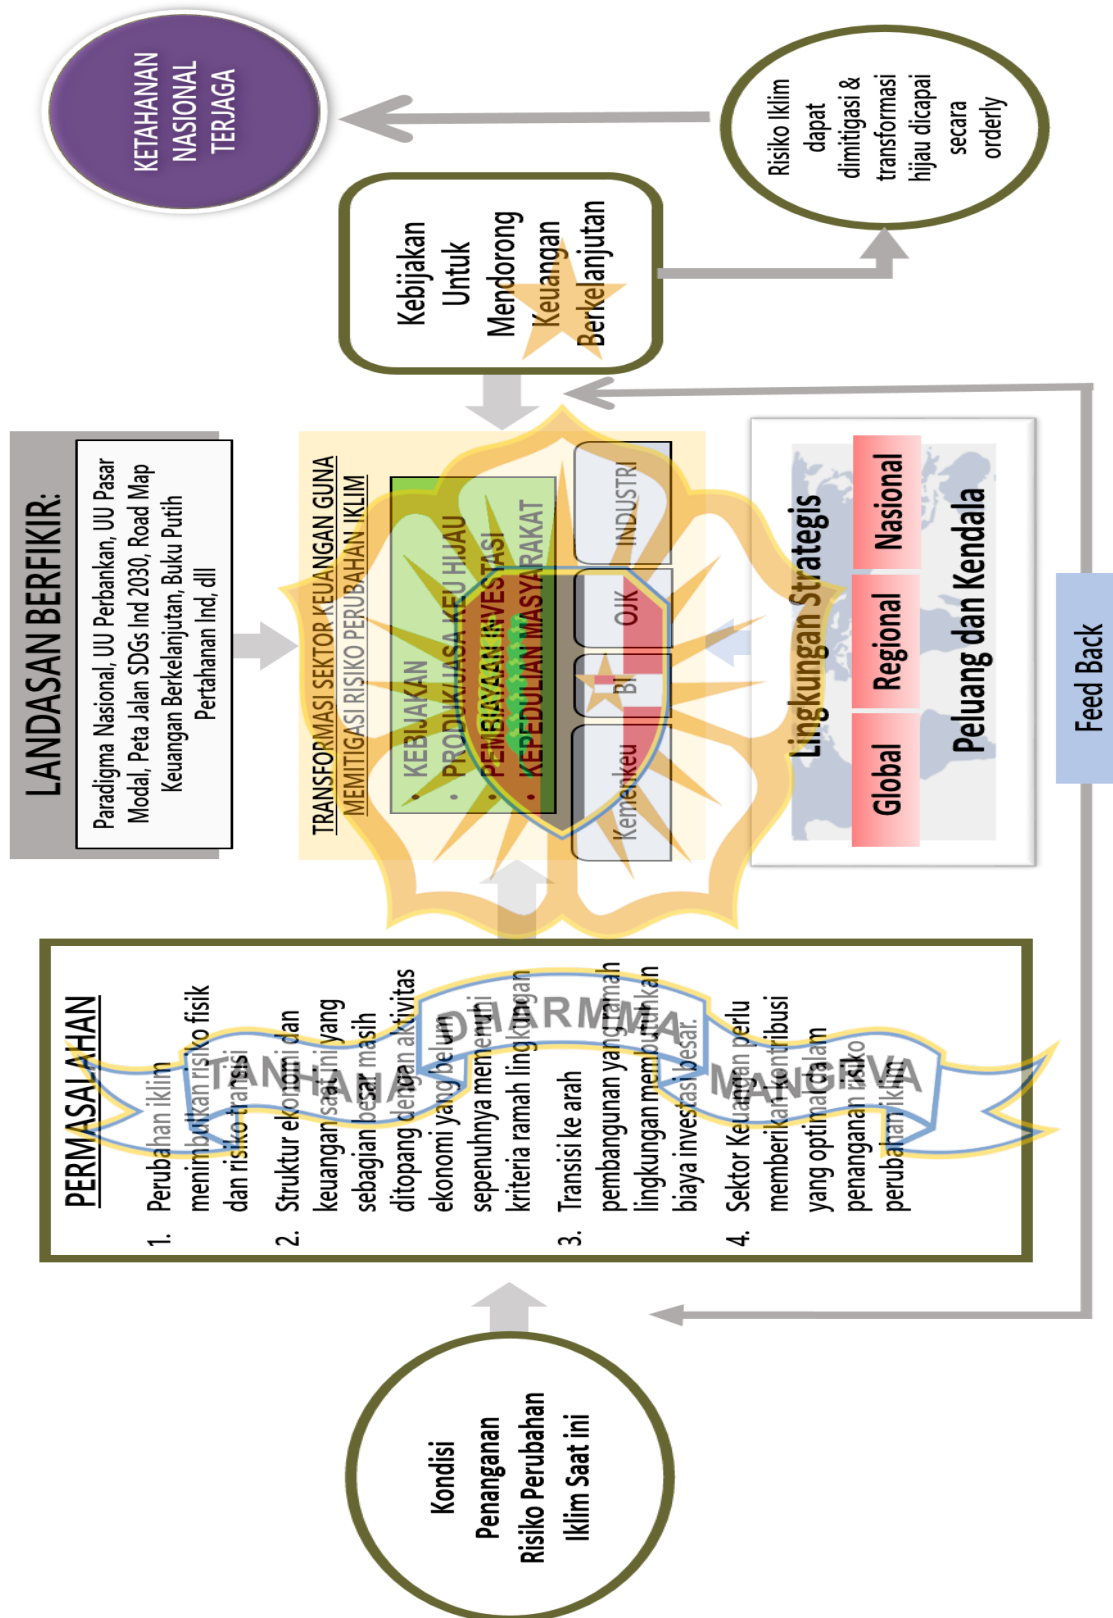 Kondisi
Penanganan
Risiko Perubahan
Iklim Saat ini
PERMASALAHAN
1. Perubahan iklim
menimbulkan risiko fisik
dan risiko transisi
2. Struktur ekonomi dan
keuangan saat ini yang
sebagian besar masih
ditopang dengan aktivitas
ekonomi yang belum
sepenuhnya memenuhi
kriteria ramah lingkungan
3. Transisi ke arah
pembangunan yang ramah
lingkungan membutuhkan
biaya investasi besar.
4. Sektor Keuangan perlu
memberikan kontribusi
yang optimal dalam
penanganan risiko
perubahan iklim
LANDASAN BERFIKIR:
Paradigma Nasional, UU Perbankan, UU Pasar
Modal, Peta Jalan SDGs Ind 2030, Road Map
Keuangan Berkelanjutan, Buku Putih
Pertahanan Ind, dll
TRANSFORMASI SEKTOR KEUANGAN GUNA
MEMITIGASI RISIKO PERUBAHAN IKLIM
• KEBIJAKAN
• PRODUK/JASA KEU HIJAU
• PEMBIAYAAN INVESTASI
• KEPEDULIAN MASYARAKAT
Kemenkeu BI OJK INDUSTRI
Lingkungan Strategis
Global Regional Nasional
Peluang dan Kendala
Kebijakan
Untuk
Mendorong
Keuangan
Berkelanjutan
Risiko Iklim
dapat
dimitigasi &
transformasi
hijau dicapai
secara
orderly
KETAHANAN
NASIONAL
TERJAGA
Feed Back
TANHANA DHARMMA MANGRVA